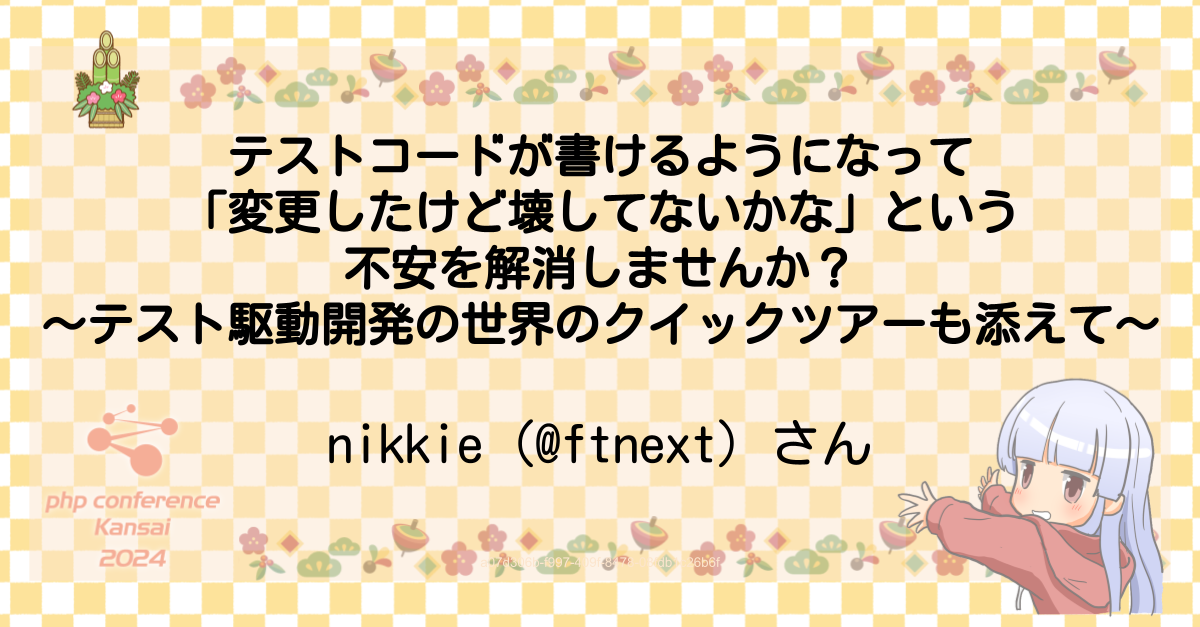 テストコードが書けるようになって
「変更したけど壊してないかな」という
不安を解消しませんか？
～テスト駆動開発の世界のクイックツアーも添えて～
nikkie (@ftnext) さん
php conference
Kansai
2024